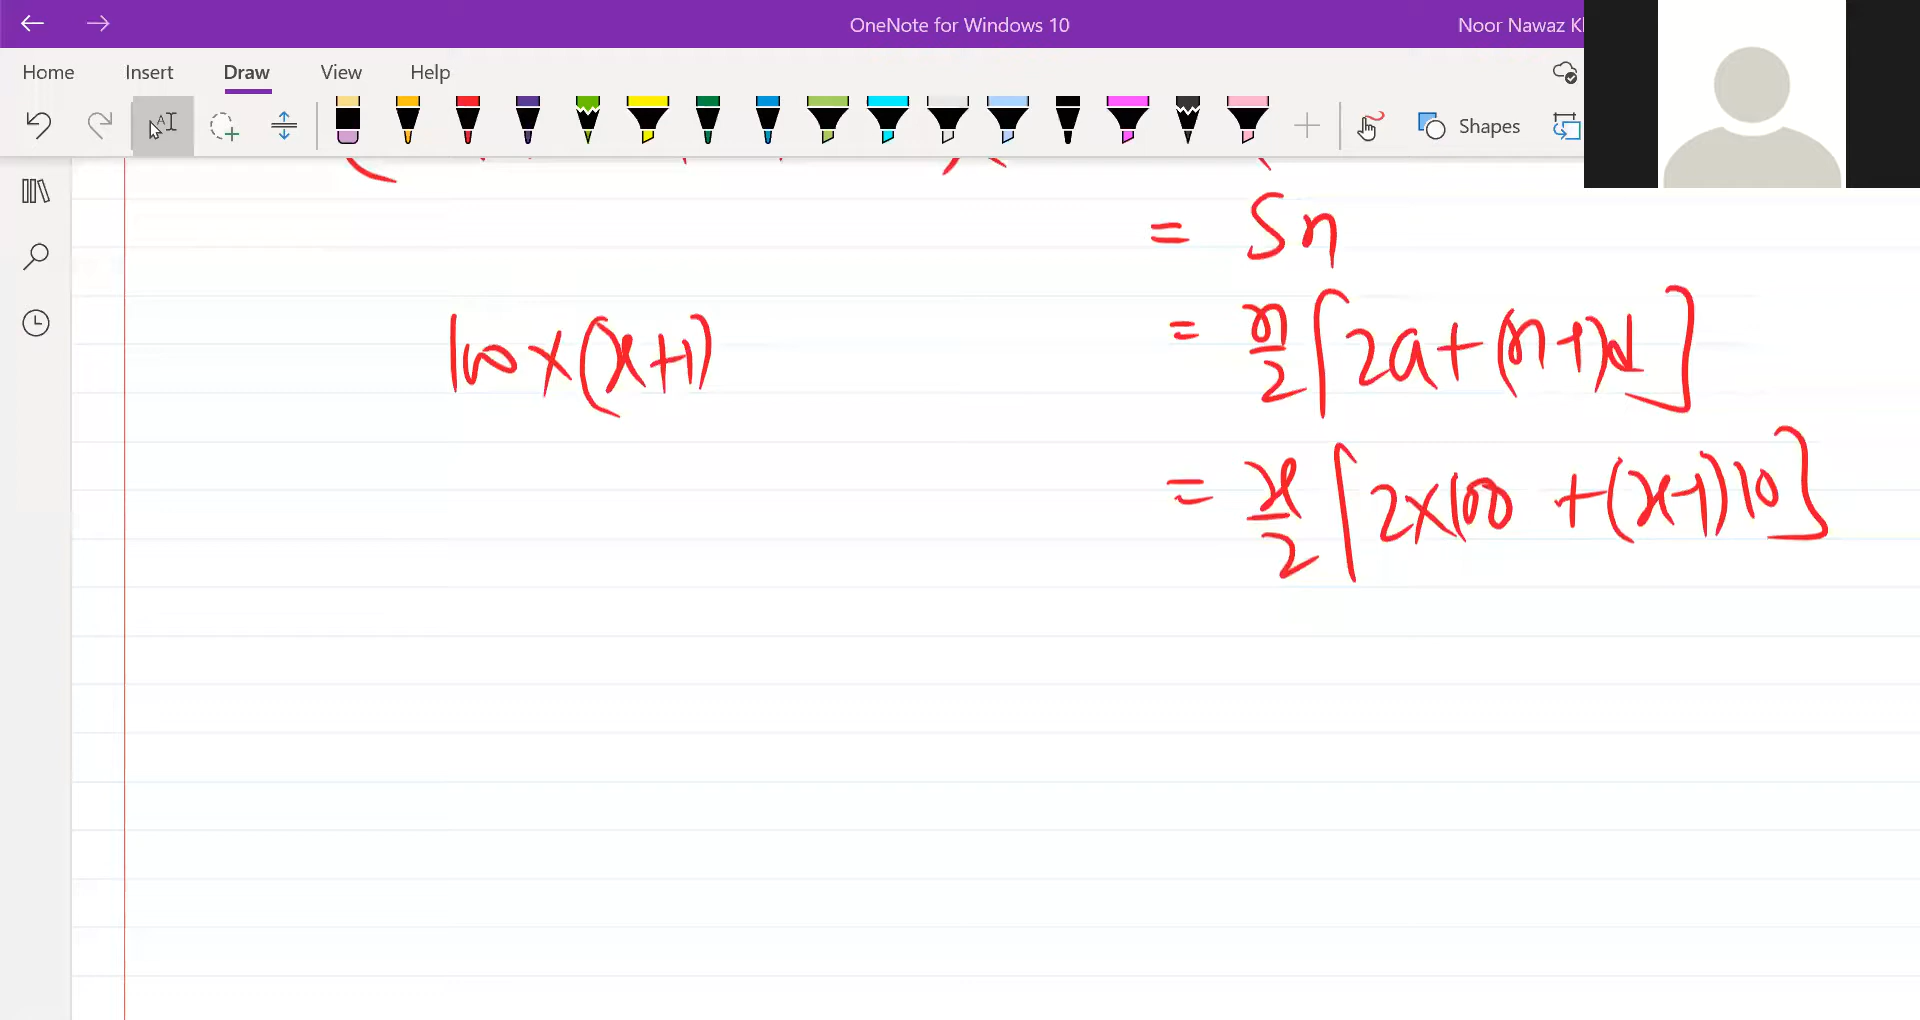 OneNote for Windows 10
Noor Nawaz
Home Insert Draw View Help
Shapes
= Sn
100 x (x+1)
= n/2 [2a+(n-1)d]
= x/2 [2x100 +(x-1)10]